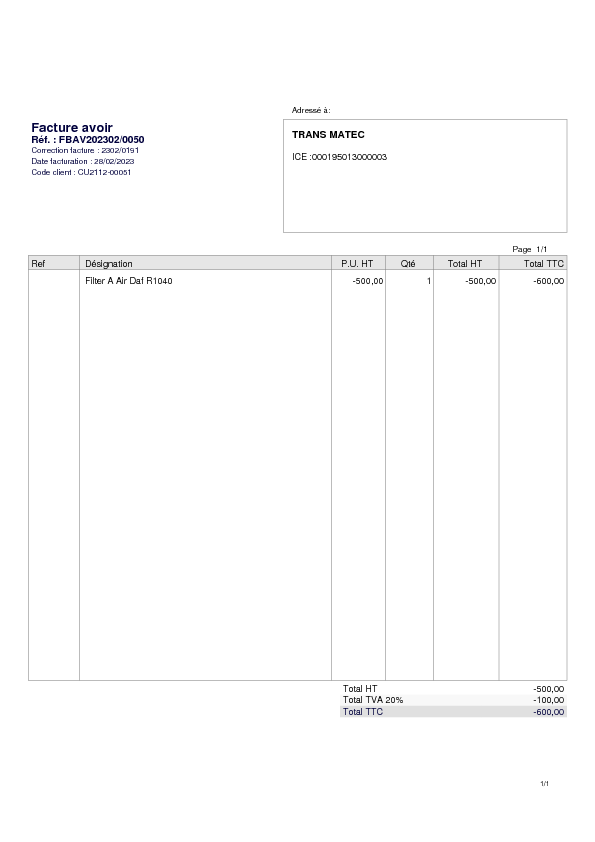 Adressé à:
Facture avoir
Réf. : FBAV202302/0050
Correction facture : 2302/0191
Date facturation : 28/02/2023
Code client : CU2112-00051
TRANS MATEC
ICE :000195013000003
Page 1/1
Ref Désignation P.U. HT Qté Total HT Total TTC
Filter A Air Daf R1040 -500,00 1 -500,00 -600,00
Total HT -500,00
Total TVA 20% -100,00
Total TTC -600,00
1/1